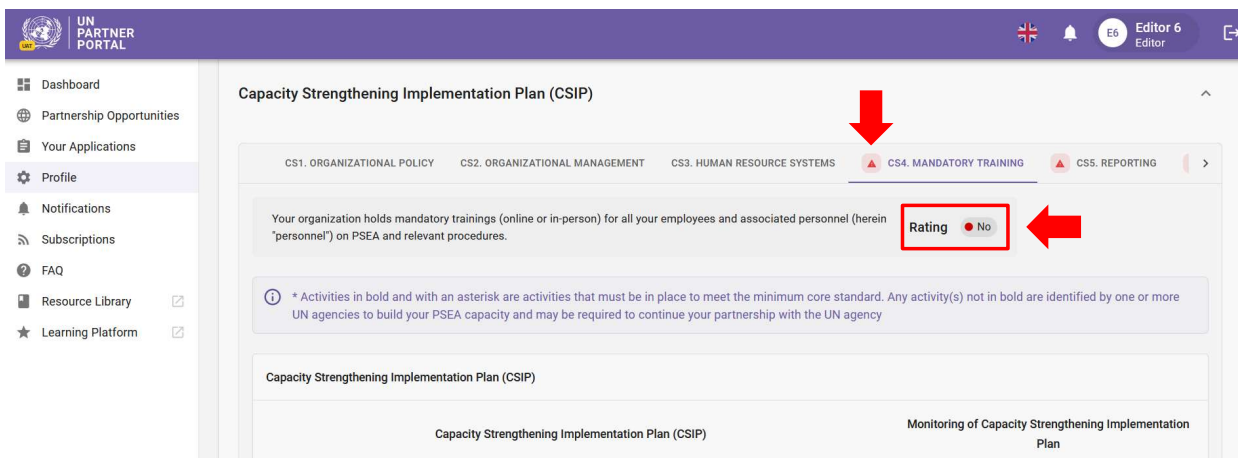 UN
PARTNER
PORTAL
UAT
E6
Editor 6
Editor
Dashboard
Partnership Opportunities
Your Applications
Profile
Notifications
Subscriptions
FAQ
Resource Library
Learning Platform
Capacity Strengthening Implementation Plan (CSIP)
CS1. ORGANIZATIONAL POLICY CS2. ORGANIZATIONAL MANAGEMENT CS3. HUMAN RESOURCE SYSTEMS CS4. MANDATORY TRAINING CS5. REPORTING
Your organization holds mandatory trainings (online or in-person) for all your employees and associated personnel (herein
"personnel") on PSEA and relevant procedures.
Rating No
* Activities in bold and with an asterisk are activities that must be in place to meet the minimum core standard. Any activity(s) not in bold are identified by one or more
UN agencies to build your PSEA capacity and may be required to continue your partnership with the UN agency
Capacity Strengthening Implementation Plan (CSIP)
Capacity Strengthening Implementation Plan (CSIP)
Monitoring of Capacity Strengthening Implementation
Plan